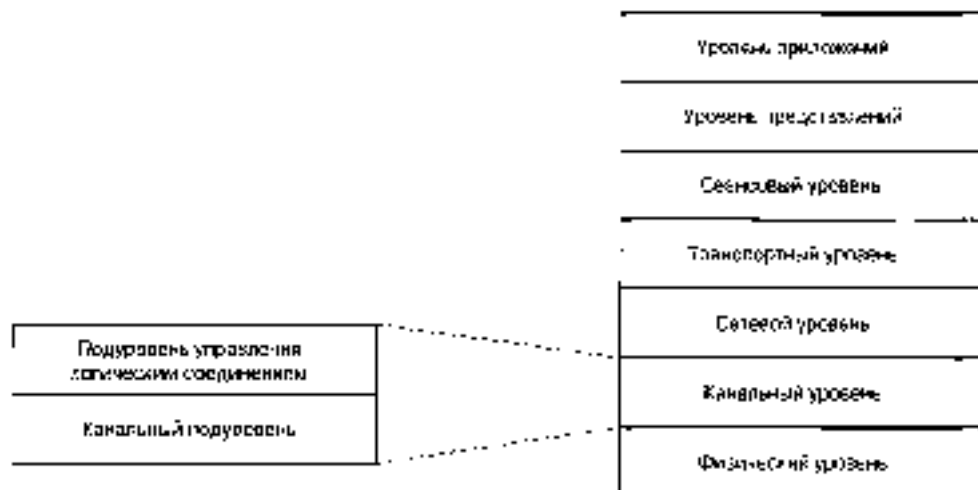 Уровень приложений
Уровень представлений
Сеансовый уровень
Транспортный уровень
Сетевой уровень
Канальный уровень
Физический уровень
Подуровень управления
логическим соединением
Канальный подуровень